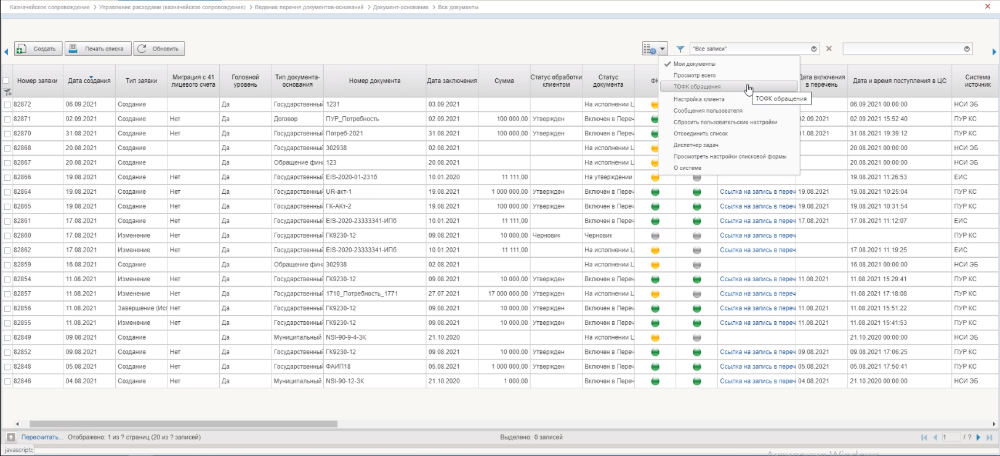 Казначейское сопровождение > Управление расходами (казначейское сопровождение) > Ведение перечня документов-оснований > Документ-основание > Все документы
Создать Печать списка Обновить "Все записи"
Номер заявки Дата создания Тип заявки Миграция с 41 лицевого счета Головной уровень Тип документа-основания Номер документа Дата заключения Сумма Статус обработки клиентом Статус документа ФК Дата включения в перечень Дата и время поступления в ЦС Система источник
Мои документы
Просмотр всего
ТОФК обращения
ТОФК обращения
Настройка клиента
Сообщения пользователя
Сбросить пользовательские настройки
Отсоединить список
Диспетчер задач
Просмотреть настройки списковой формы
О системе
82872 06.09.2021 Создание Да Государственный 1231 03.09.2021 На исполнении Ц 06.09.2021 00:00:00 НСИ ЭБ
82871 02.09.2021 Создание Нет Да Договор ПУР_Потребность 02.09.2021 100 000,00 Утвержден Включен в Переч 02.09.2021 02.09.2021 15:52:40 ПУР КС
82870 31.08.2021 Создание Нет Да Государственный Потреб-2021 31.08.2021 100 000,00 Утвержден Включен в Переч 31.08.2021 31.08.2021 19:39:12 ПУР КС
82868 20.08.2021 Создание Да Государственный 302938 02.08.2021 На исполнении Ц 20.08.2021 00:00:00 НСИ ЭБ
82867 20.08.2021 Создание Да Обращение фина 123 20.08.2021 На исполнении Ц 20.08.2021 00:00:00 НСИ ЭБ
82866 19.08.2021 Создание Нет Да Государственный EIS-2020-01-2316 10.01.2020 11 111,00 На утверждении 19.08.2021 11:26:53 ЕИС
82864 19.08.2021 Создание Нет Да Государственный UR-акт-1 19.08.2021 1 000 000,00 Утвержден Включен в Переч Ссылка на запись в переч 19.08.2021 19.08.2021 10:25:04 ПУР КС
82865 19.08.2021 Создание Нет Да Государственный ГК-АКт-2 19.08.2021 100 000,00 Утвержден Включен в Переч Ссылка на запись в переч 19.08.2021 19.08.2021 10:31:54 ПУР КС
82861 17.08.2021 Создание Нет Да Государственный EIS-2020-23333341-ИП6 10.01.2021 11 111,00 Включен в Переч Ссылка на запись в переч 17.08.2021 17.08.2021 11:12:07 ЕИС
82860 17.08.2021 Изменение Нет Да Государственный ГК9230-12 09.08.2021 10 000,00 Черновик Черновик Ссылка на запись в переч ПУР КС
82862 17.08.2021 Изменение Нет Да Государственный EIS-2020-23333341-ИП6 10.01.2021 11 111,00 На исполнении Ц Ссылка на запись в переч 17.08.2021 11:19:25 ЕИС
82859 16.08.2021 Создание Да Обращение фина 302938 02.08.2021 На исполнении Ц 16.08.2021 00:00:00 НСИ ЭБ
82854 11.08.2021 Изменение Нет Да Государственный ГК9230-12 09.08.2021 10 000,00 Утвержден Включен в Переч Ссылка на запись в переч 11.08.2021 11.08.2021 15:29:41 ПУР КС
82857 11.08.2021 Изменение Нет Да Государственный 1710_Потребность_1771 27.07.2021 17 000 000,00 Утвержден На исполнении Ц Ссылка на запись в переч 11.08.2021 17:18:08 ПУР КС
82856 11.08.2021 Завершение (Исг Нет Да Государственный ГК9230-12 09.08.2021 10 000,00 Утвержден Включен в Переч Ссылка на запись в переч 11.08.2021 11.08.2021 15:51:22 ПУР КС
82855 11.08.2021 Изменение Нет Да Государственный ГК9230-12 09.08.2021 10 000,00 Утвержден Включен в Переч Ссылка на запись в переч 11.08.2021 11.08.2021 15:41:53 ПУР КС
82849 09.08.2021 Создание Да Муниципальный NSI-90-9-4-ЗК 21.10.2020 На исполнении Ц 21.10.2020 00:00:00 НСИ ЭБ
82852 09.08.2021 Создание Нет Да Государственный ГК9230-12 09.08.2021 10 000,00 Утвержден Включен в Переч Ссылка на запись в переч 09.08.2021 09.08.2021 17:06:25 ПУР КС
82848 05.08.2021 Создание Нет Да Государственный ФАИП18 05.08.2021 1 000 000,00 Утвержден Включен в Переч Ссылка на запись в переч 05.08.2021 05.08.2021 17:50:41 ПУР КС
82846 04.08.2021 Создание Нет Да Муниципальный NSI-90-12-ЗК 21.10.2020 1 000,00 Включен в Переч Ссылка на запись в переч 04.08.2021 21.10.2020 00:00:00 НСИ ЭБ
Пересчитать... Отображено: 1 из ? страниц (20 из ? записей) Выделено: 0 записей 1 / ?
javascript:;